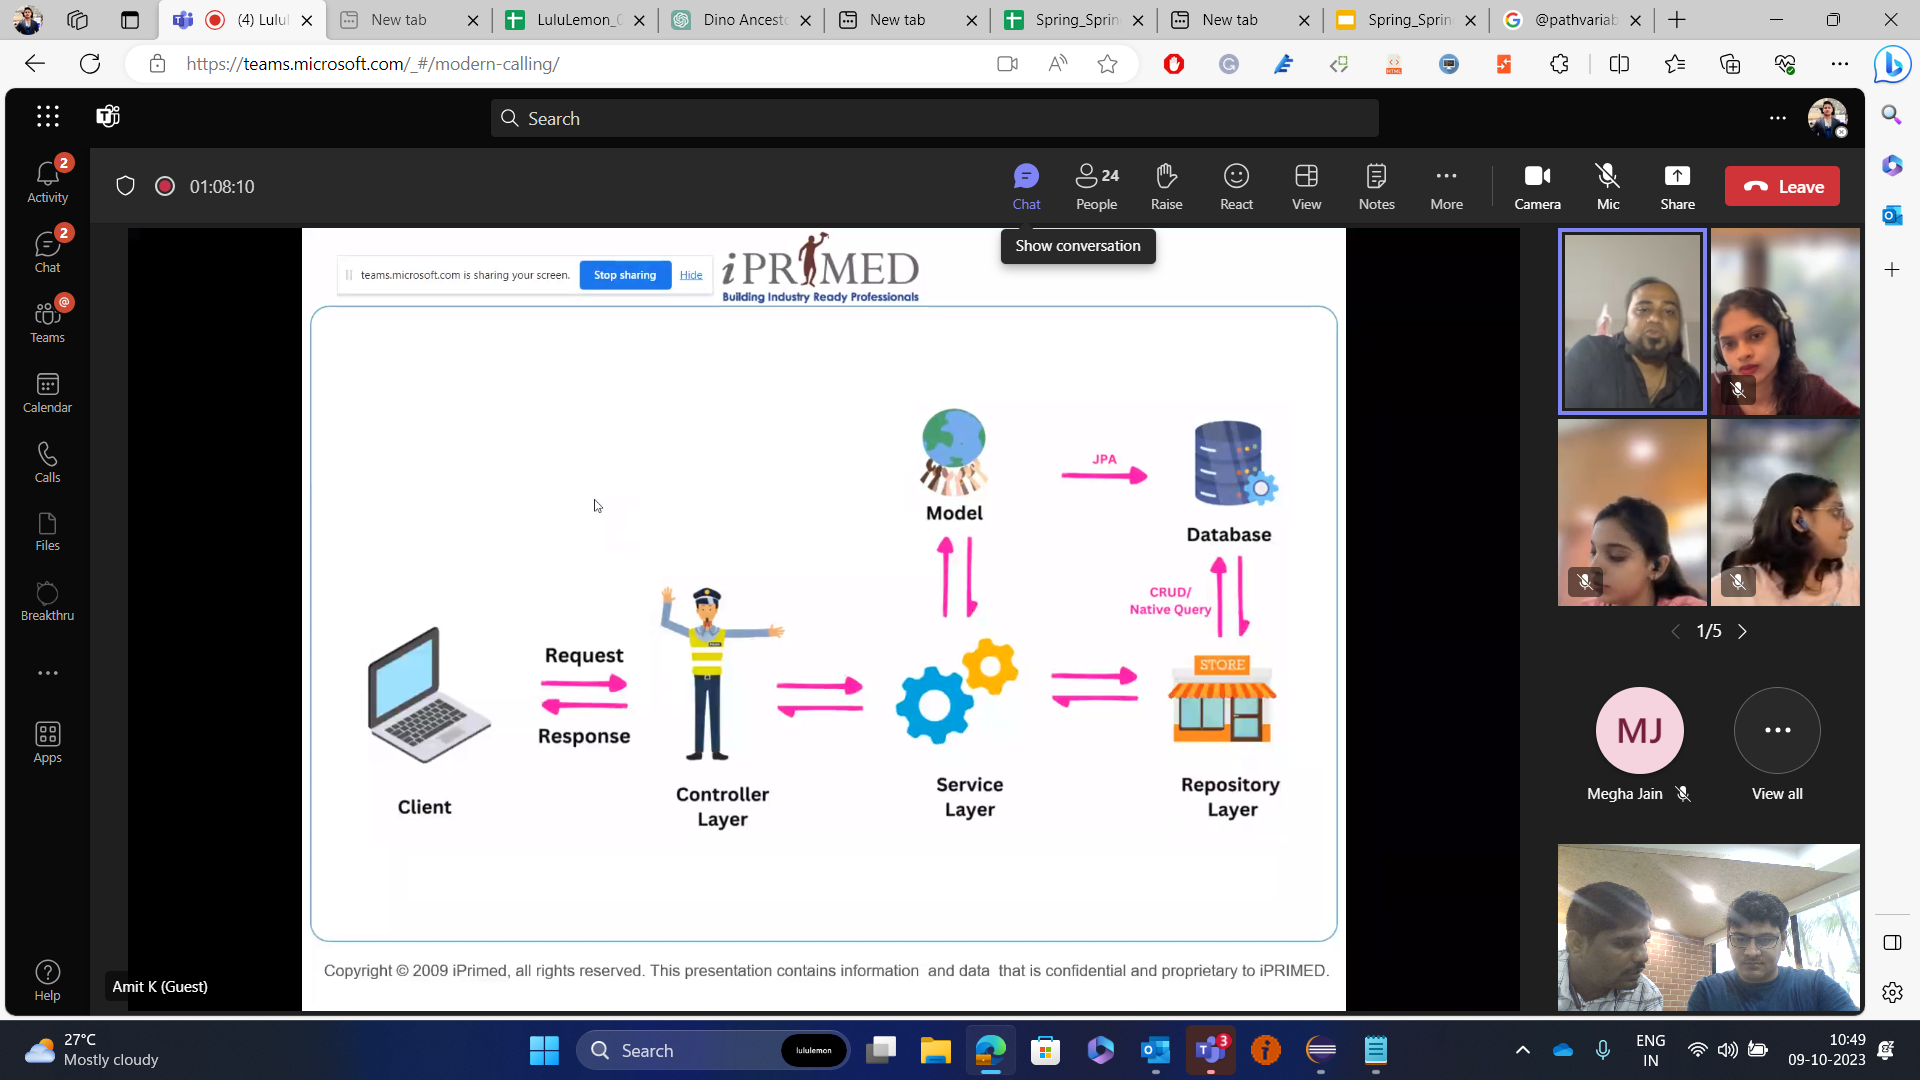 (4) Lulul
New tab
LuluLemon_(
Dino Ancest
New tab
Spring_Sprin
New tab
Spring_Sprin
@pathvariab
https://teams.microsoft.com/_#/modern-calling/
Search
01:08:10
Chat
24
People
Raise
React
View
Notes
More
Camera
Mic
Share
Leave
Show conversation
2
Activity
2
Chat
@
Teams
Calendar
Calls
Files
Breakthru
Apps
Help
teams.microsoft.com is sharing your screen.
Stop sharing
Hide
iPRIMED
Building Industry Ready Professionals
JPA
Model
Database
CRUD/
Native Query
Request
Response
STORE
Client
Controller
Layer
Service
Layer
Repository
Layer
Copyright © 2009 iPrimed, all rights reserved. This presentation contains information and data that is confidential and proprietary to iPRIMED.
Amit K (Guest)
1/5
MJ
Megha Jain
View all
27°C
Mostly cloudy
Search
lululemon
3
ENG
IN
10:49
09-10-2023